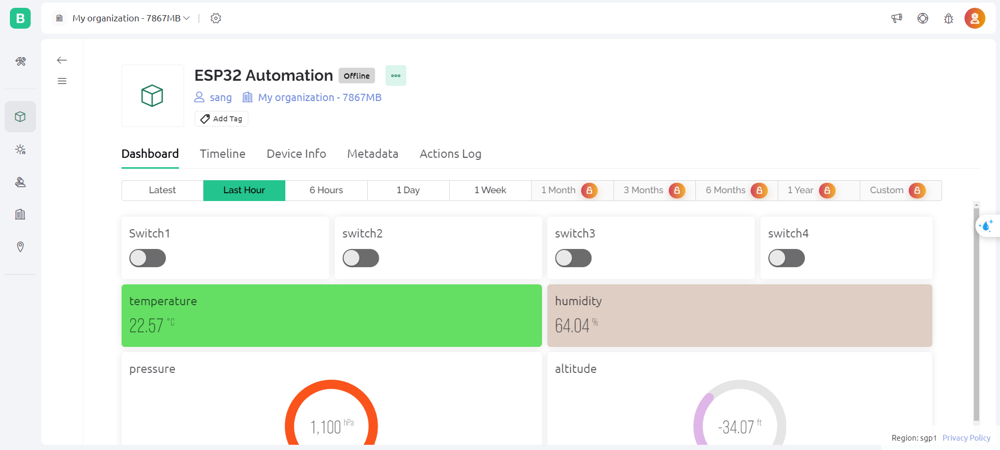 B
My organization - 7867MB
ESP32 Automation Offline
sang My organization - 7867MB
Add Tag
Dashboard Timeline Device Info Metadata Actions Log
Latest Last Hour 6 Hours 1 Day 1 Week 1 Month 3 Months 6 Months 1 Year Custom
Switch1 switch2 switch3 switch4
temperature humidity
22.57 °C 64.04 %
pressure altitude
1,100 hPa -34.07 ft
Region: sgp1 Privacy Policy